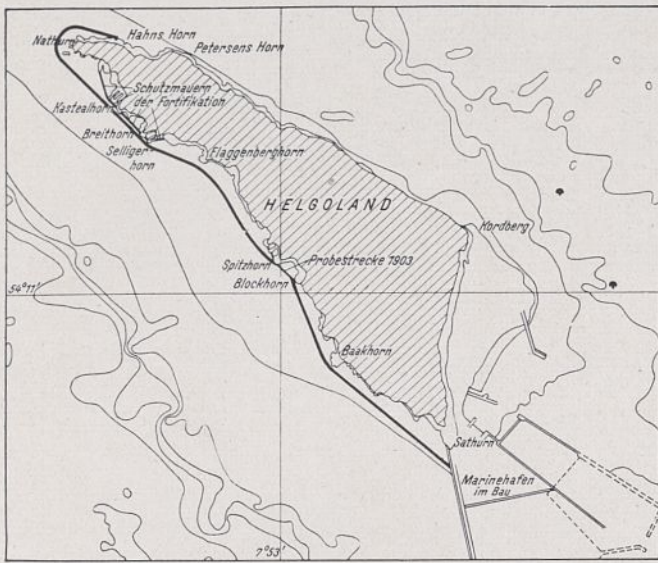 Nathurn
Hahns Horn
Petersens Horn
Schutzmauern
der Fortifikation
Kastealhorn
Breithorn
Selliger-
horn
Flaggenberghorn
HELGOLAND
Nordberg
Spitzhorn
Probestrecke 1903
Blockhorn
54°11'
Baakhorn
Sathurn
Marinehafen
im Bau
7°53'